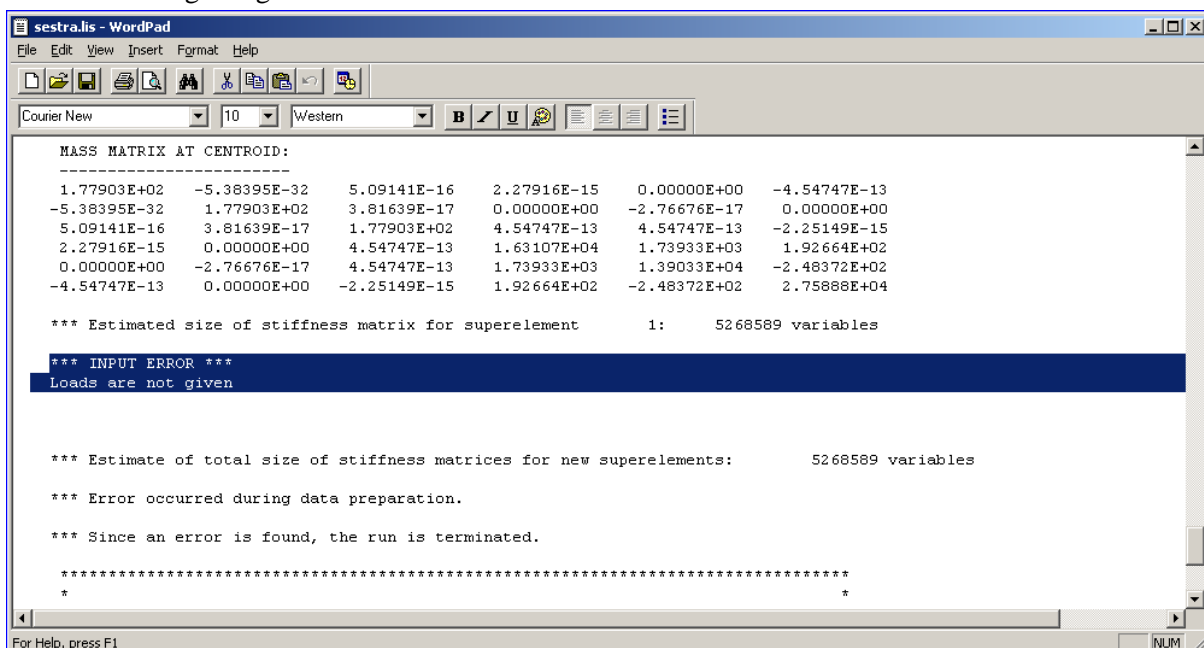 sestra.lis - WordPad
File Edit View Insert Format Help
Courier New 10 Western B I U
MASS MATRIX AT CENTROID:
------------------------
1.77903E+02 -5.38395E-32 5.09141E-16 2.27916E-15 0.00000E+00 -4.54747E-13
-5.38395E-32 1.77903E+02 3.81639E-17 0.00000E+00 -2.76676E-17 0.00000E+00
5.09141E-16 3.81639E-17 1.77903E+02 4.54747E-13 4.54747E-13 -2.25149E-15
2.27916E-15 0.00000E+00 4.54747E-13 1.63107E+04 1.73933E+03 1.92664E+02
0.00000E+00 -2.76676E-17 4.54747E-13 1.73933E+03 1.39033E+04 -2.48372E+02
-4.54747E-13 0.00000E+00 -2.25149E-15 1.92664E+02 -2.48372E+02 2.75888E+04
*** Estimated size of stiffness matrix for superelement 1: 5268589 variables
*** INPUT ERROR ***
Loads are not given
*** Estimate of total size of stiffness matrices for new superelements: 5268589 variables
*** Error occurred during data preparation.
*** Since an error is found, the run is terminated.
**********************************************************************************
* *
For Help, press F1 NUM